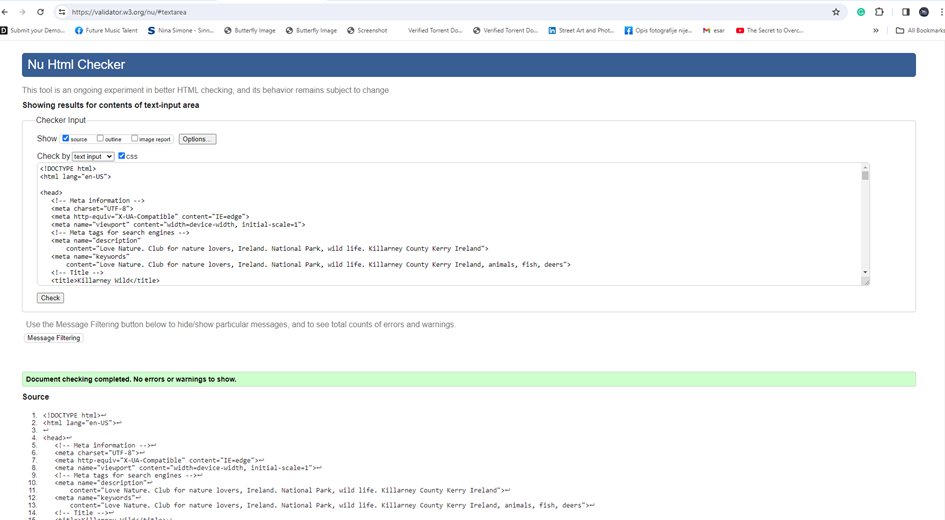 https://validator.w3.org/nu/#textarea
Submit your Demo... Future Music Talent Nina Simone - Sinn... Butterfly Image Butterfly Image Screenshot Verified Torrent Do... Verified Torrent Do... Street Art and Phot... Opis fotografije nije... esar The Secret to Overc... » All Bookmarks
Nu Html Checker
This tool is an ongoing experiment in better HTML checking, and its behavior remains subject to change
Showing results for contents of text-input area
Checker Input
Show source outline image report Options...
Check by text input css
<!DOCTYPE html>
<html lang="en-US">
<head>
<!-- Meta information -->
<meta charset="UTF-8">
<meta http-equiv="X-UA-Compatible" content="IE=edge">
<meta name="viewport" content="width=device-width, initial-scale=1">
<!-- Meta tags for search engines -->
<meta name="description"
content="Love Nature. Club for nature lovers, Ireland. National Park, wild life. Killarney County Kerry Ireland">
<meta name="keywords"
content="Love Nature. Club for nature lovers, Ireland. National Park, wild life. Killarney County Kerry Ireland, animals, fish, deers">
<!-- Title -->
<title>Killarney Wild</title>
Check
Use the Message Filtering button below to hide/show particular messages, and to see total counts of errors and warnings.
Message Filtering
Document checking completed. No errors or warnings to show.
Source
1. <!DOCTYPE html>↩
2. <html lang="en-US">↩
3. ↩
4. <head>↩
5. <!-- Meta information -->↩
6. <meta charset="UTF-8">↩
7. <meta http-equiv="X-UA-Compatible" content="IE=edge">↩
8. <meta name="viewport" content="width=device-width, initial-scale=1">↩
9. <!-- Meta tags for search engines -->↩
10. <meta name="description"↩
11. content="Love Nature. Club for nature lovers, Ireland. National Park, wild life. Killarney County Kerry Ireland">↩
12. <meta name="keywords"↩
13. content="Love Nature. Club for nature lovers, Ireland. National Park, wild life. Killarney County Kerry Ireland, animals, fish, deers">↩
14. <!-- Title -->↩
15. <title>Killarney Wild</title>↩